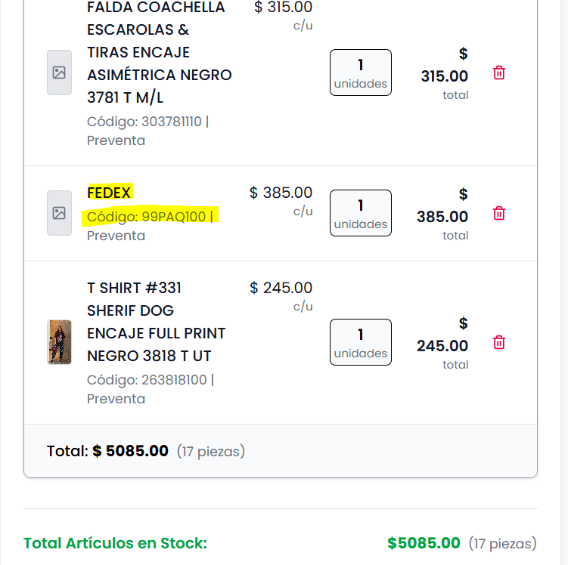 FALDA COACHELLA
ESCAROLAS &
TIRAS ENCAJE
ASIMÉTRICA NEGRO
3781 T M/L
Código: 303781110 |
Preventa
$ 315.00
c/u
1
unidades
$
315.00
total
FEDEX
Código: 99PAQ100 |
Preventa
$ 385.00
c/u
1
unidades
$
385.00
total
T SHIRT #331
SHERIF DOG
ENCAJE FULL PRINT
NEGRO 3818 T UT
Código: 263818100 |
Preventa
$ 245.00
c/u
1
unidades
$
245.00
total
Total: $ 5085.00 (17 piezas)
Total Artículos en Stock: $5085.00 (17 piezas)